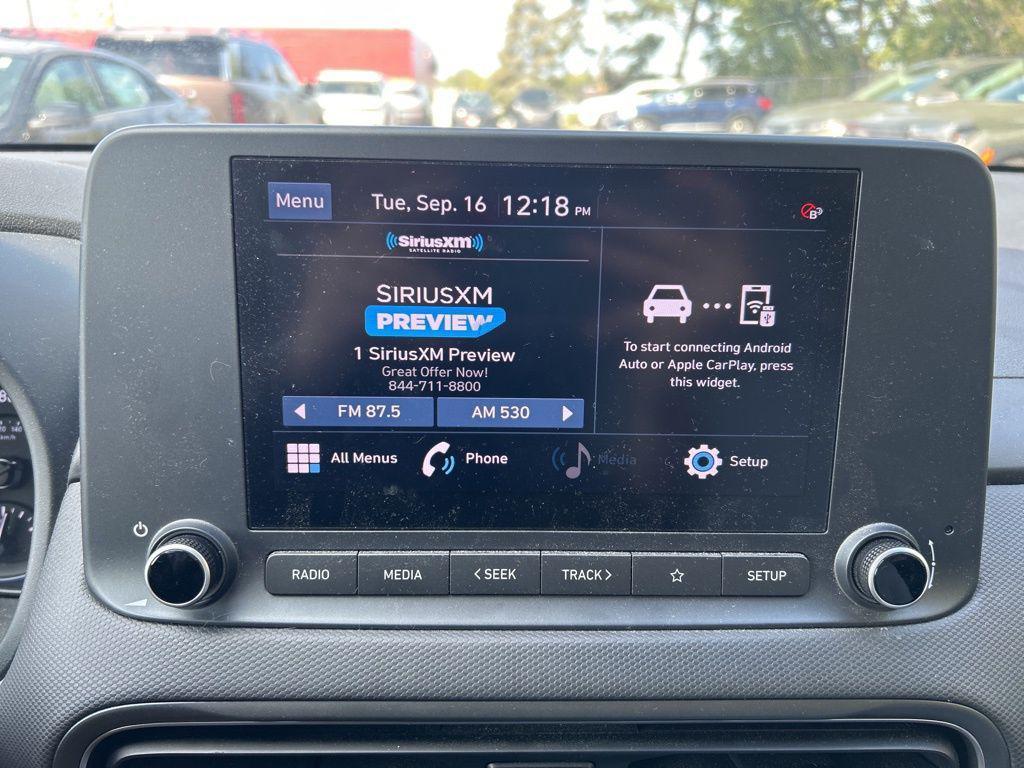 Menu
Tue, Sep. 16 12:18 PM
B
SiriusXM
SATELLITE RADIO
SIRIUSXM
PREVIEW
1 SiriusXM Preview
Great Offer Now!
844-711-8800
FM 87.5
AM 530
To start connecting Android
Auto or Apple CarPlay, press
this widget.
All Menus
Phone
Media
Setup
RADIO
MEDIA
< SEEK
TRACK >
SETUP
140
km/h